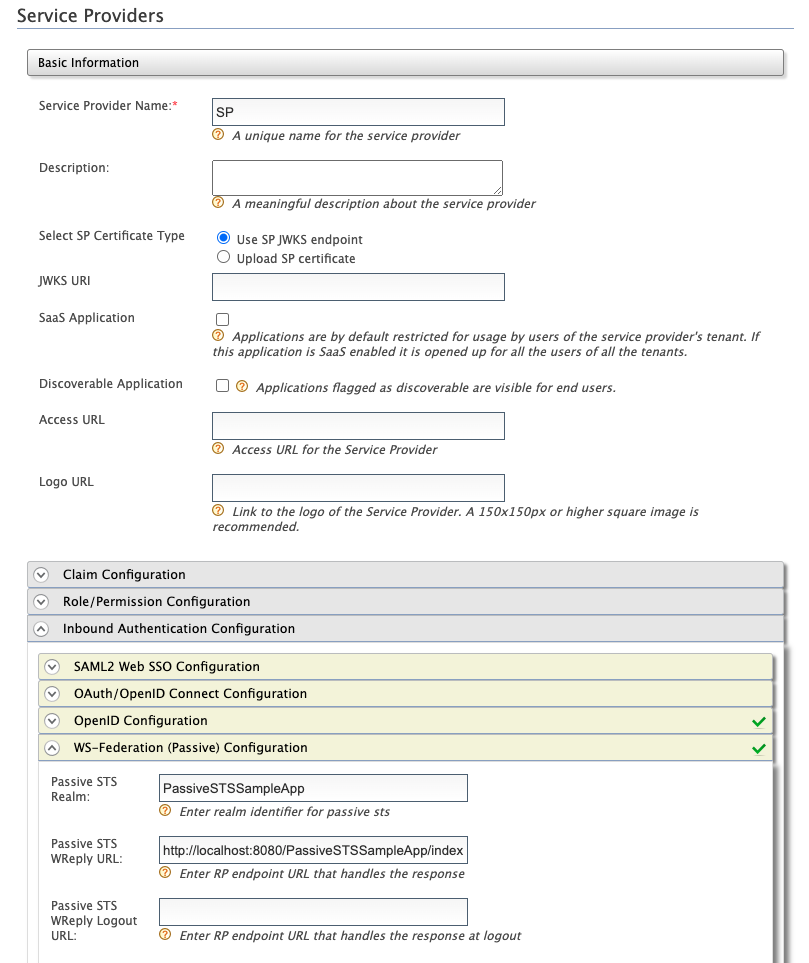 Service Providers
Basic Information
Service Provider Name:*
SP
A unique name for the service provider
Description:
A meaningful description about the service provider
Select SP Certificate Type
Use SP JWKS endpoint
Upload SP certificate
JWKS URI
SaaS Application
Applications are by default restricted for usage by users of the service provider's tenant. If
this application is SaaS enabled it is opened up for all the users of all the tenants.
Discoverable Application
Applications flagged as discoverable are visible for end users.
Access URL
Access URL for the Service Provider
Logo URL
Link to the logo of the Service Provider. A 150x150px or higher square image is
recommended.
Claim Configuration
Role/Permission Configuration
Inbound Authentication Configuration
SAML2 Web SSO Configuration
OAuth/OpenID Connect Configuration
OpenID Configuration
WS-Federation (Passive) Configuration
Passive STS
Realm:
PassiveSTSSampleApp
Enter realm identifier for passive sts
Passive STS
WReply URL:
http://localhost:8080/PassiveSTSSampleApp/index
Enter RP endpoint URL that handles the response
Passive STS
WReply Logout
URL:
Enter RP endpoint URL that handles the response at logout